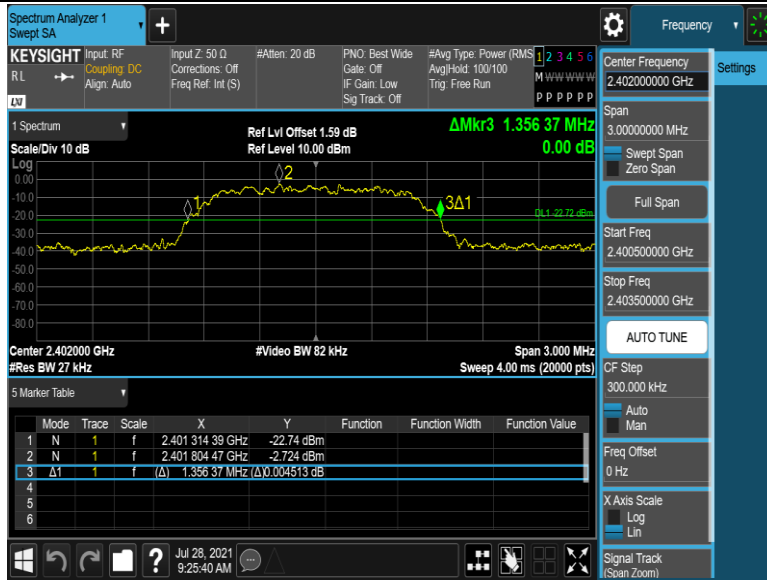 Spectrum Analyzer 1
Swept SA
Frequency
KEYSIGHT
RL
LXI
Input: RF
Coupling: DC
Align: Auto
Input Z: 50 Ω
Corrections: Off
Freq Ref: Int (S)
#Atten: 20 dB
PNO: Best Wide
Gate: Off
IF Gain: Low
Sig Track: Off
#Avg Type: Power (RMS
Avg|Hold: 100/100
Trig: Free Run
1 2 3 4 5 6
M W W W W W
P P P P P P
Center Frequency
2.402000000 GHz
Settings
Span
3.00000000 MHz
Swept Span
Zero Span
Full Span
Start Freq
2.400500000 GHz
Stop Freq
2.403500000 GHz
AUTO TUNE
CF Step
300.000 kHz
Auto
Man
Freq Offset
0 Hz
X Axis Scale
Log
Lin
Signal Track
(Span Zoom)
1 Spectrum
Scale/Div 10 dB
Ref Lvl Offset 1.59 dB
Ref Level 10.00 dBm
ΔMkr3 1.356 37 MHz
0.00 dB
Log
0.00
-10.0
-20.0
-30.0
-40.0
-50.0
-60.0
-70.0
-80.0
1
2
3Δ1
DL1 -22.72 dBm
Center 2.402000 GHz
#Res BW 27 kHz
#Video BW 82 kHz
Span 3.000 MHz
Sweep 4.00 ms (20000 pts)
5 Marker Table
Mode Trace Scale X Y Function Function Width Function Value
1 N 1 f 2.401 314 39 GHz -22.74 dBm
2 N 1 f 2.401 804 47 GHz -2.724 dBm
3 Δ1 1 f (Δ) 1.356 37 MHz (Δ)0.004513 dB
4
5
6
?
Jul 28, 2021
9:25:40 AM